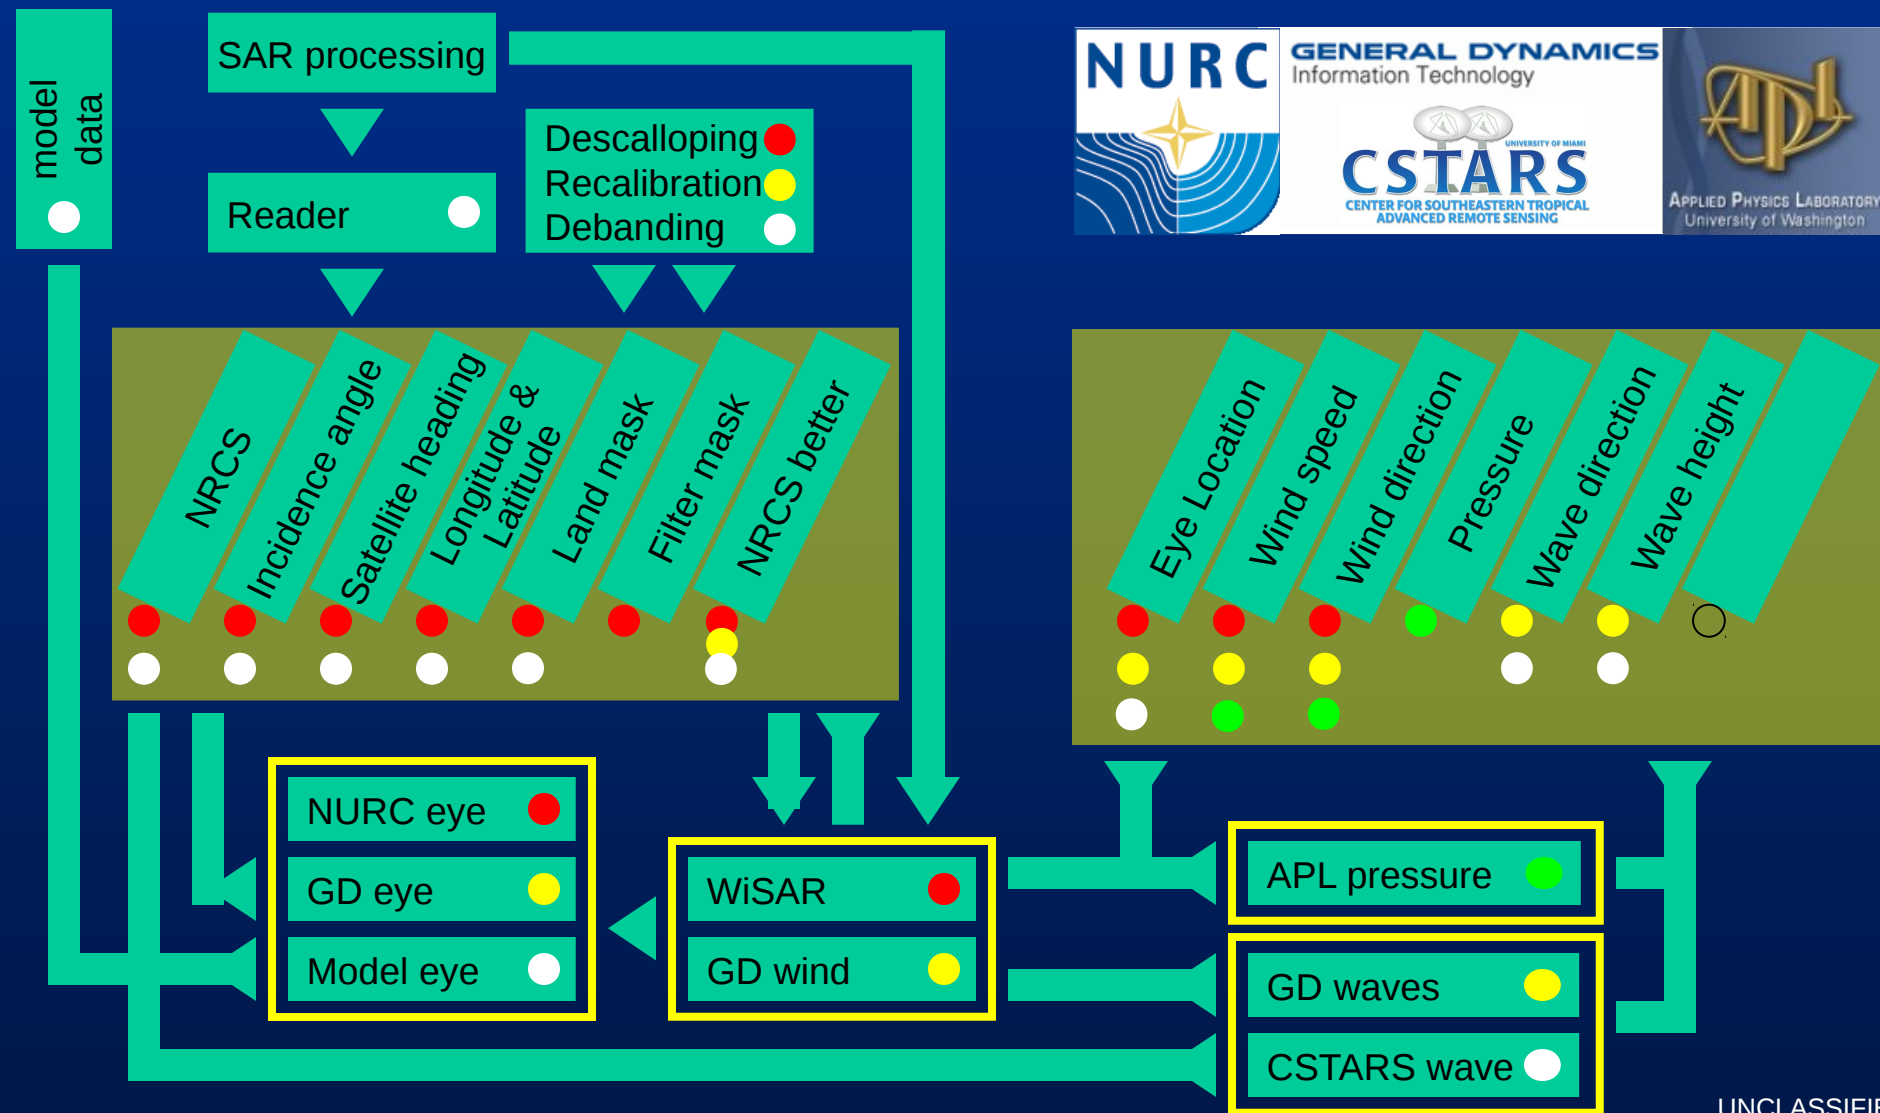 model
data
SAR processing
Reader
Descalloping
Recalibration
Debanding
NURC
GENERAL DYNAMICS
Information Technology
UNIVERSITY OF MIAMI
CSTARS
CENTER FOR SOUTHEASTERN TROPICAL
ADVANCED REMOTE SENSING
APL
APPLIED PHYSICS LABORATORY
University of Washington
NRCS
Incidence angle
Satellite heading
Longitude &
Latitude
Land mask
Filter mask
NRCS better
Eye Location
Wind speed
Wind direction
Pressure
Wave direction
Wave height
NURC eye
GD eye
Model eye
WiSAR
GD wind
APL pressure
GD waves
CSTARS wave
UNCLASSIFIE